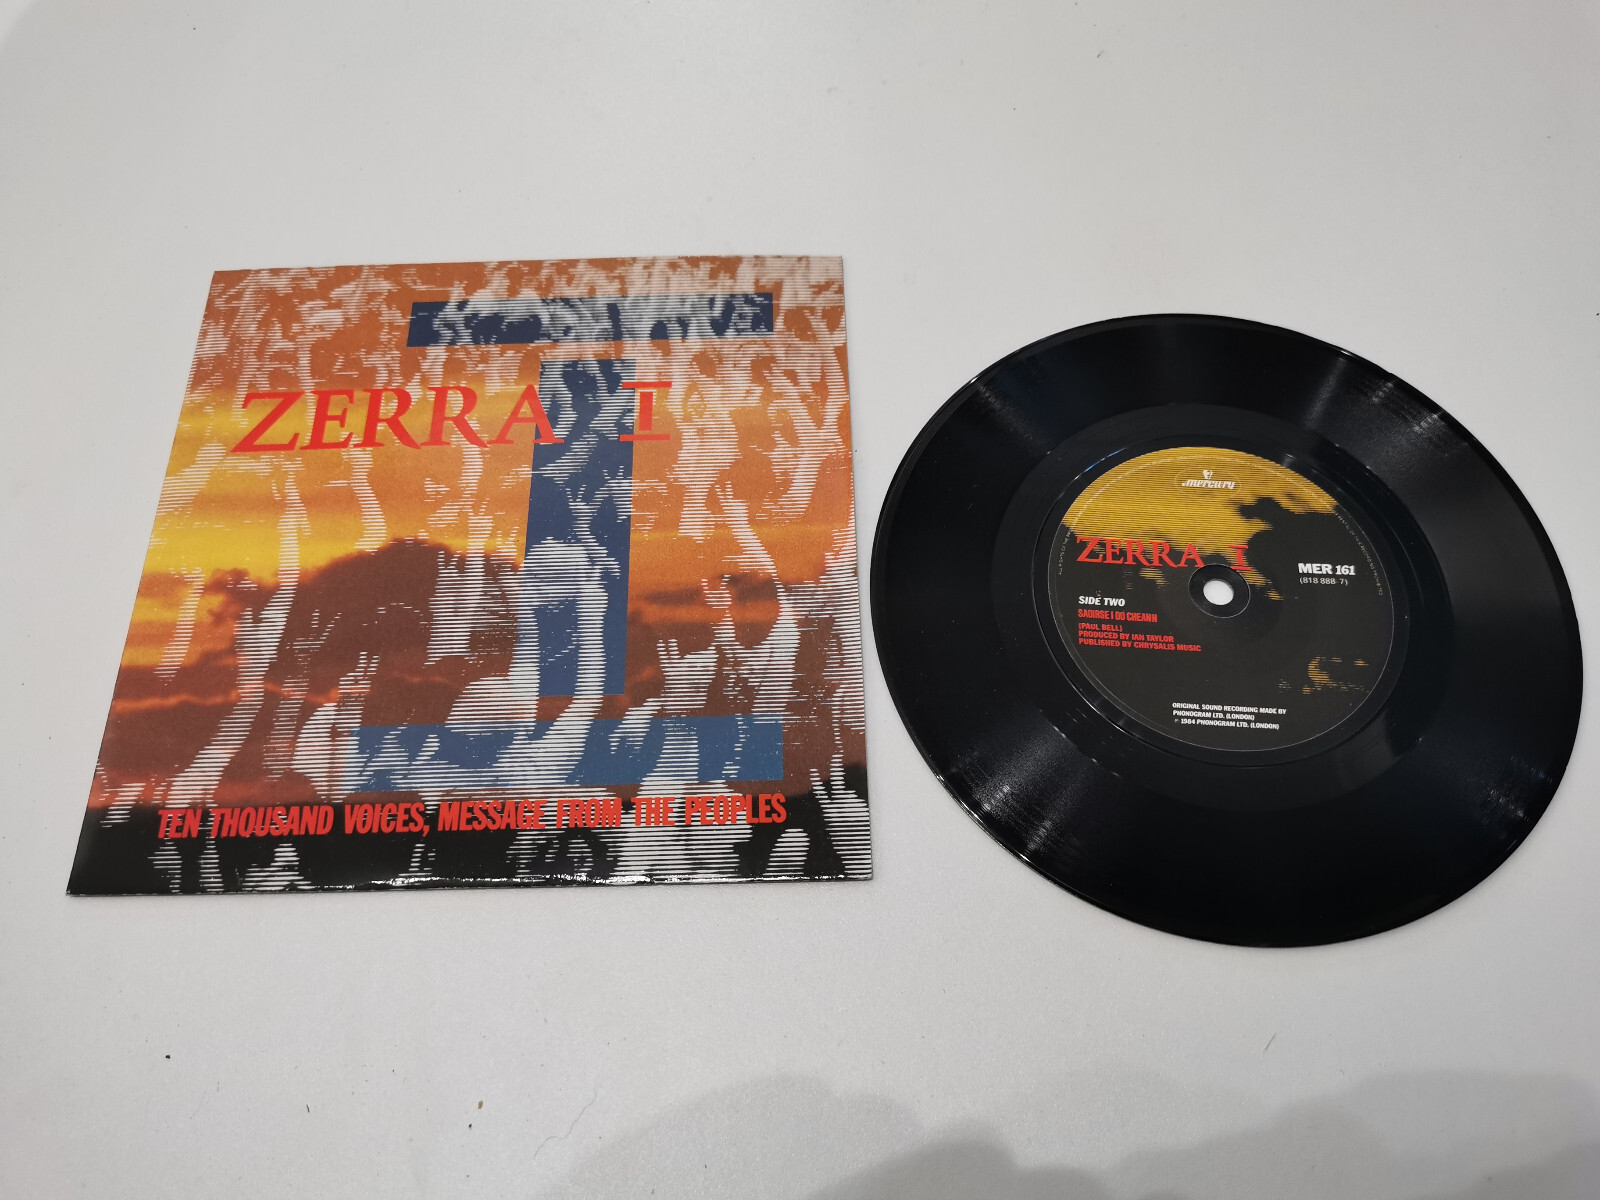 ZERRA I
TEN THOUSAND VOICES, MESSAGE FROM THE PEOPLES
mercury
ZERRA I
MER 161
(818 888-7)
SIDE TWO
SAOIRSE I DO CHEANN
(PAUL BELL)
PRODUCED BY IAN TAYLOR
PUBLISHED BY CHRYSALIS MUSIC
ORIGINAL SOUND RECORDING MADE BY
PHONOGRAM LTD. (LONDON)
℗ 1984 PHONOGRAM LTD. (LONDON)